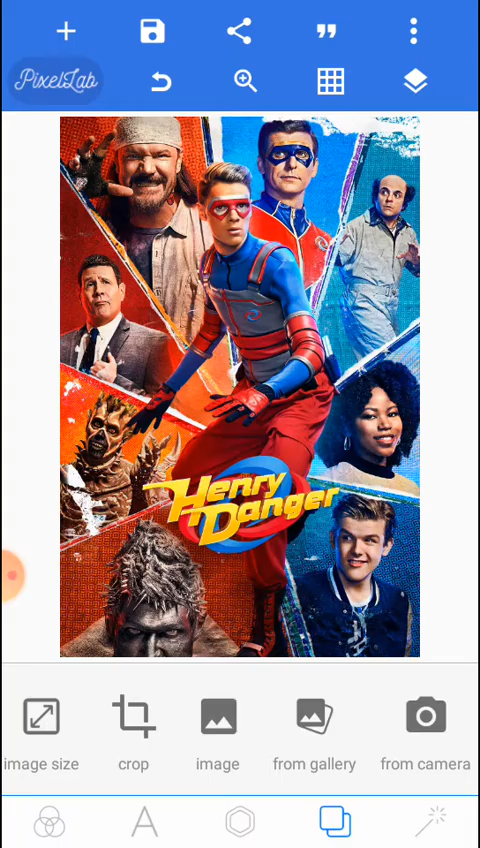 PixelLab
Henry
Danger
image size
crop
image
from gallery
from camera